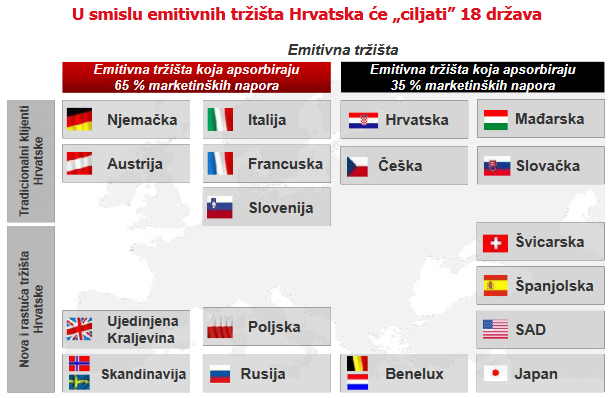 U smislu emitivnih tržišta Hrvatska će „ciljati” 18 država
Emitivna tržišta
Emitivna tržišta koja apsorbiraju
65 % marketinških napora
Emitivna tržišta koja apsorbiraju
35 % marketinških napora
Tradicionalni klijenti
Hrvatske
Njemačka
Italija
Hrvatska
Mađarska
Austrija
Francuska
Češka
Slovačka
Slovenija
Nova i rastuća tržišta
Hrvatske
Švicarska
Španjolska
Ujedinjena
Kraljevina
Poljska
SAD
Skandinavija
Rusija
Benelux
Japan